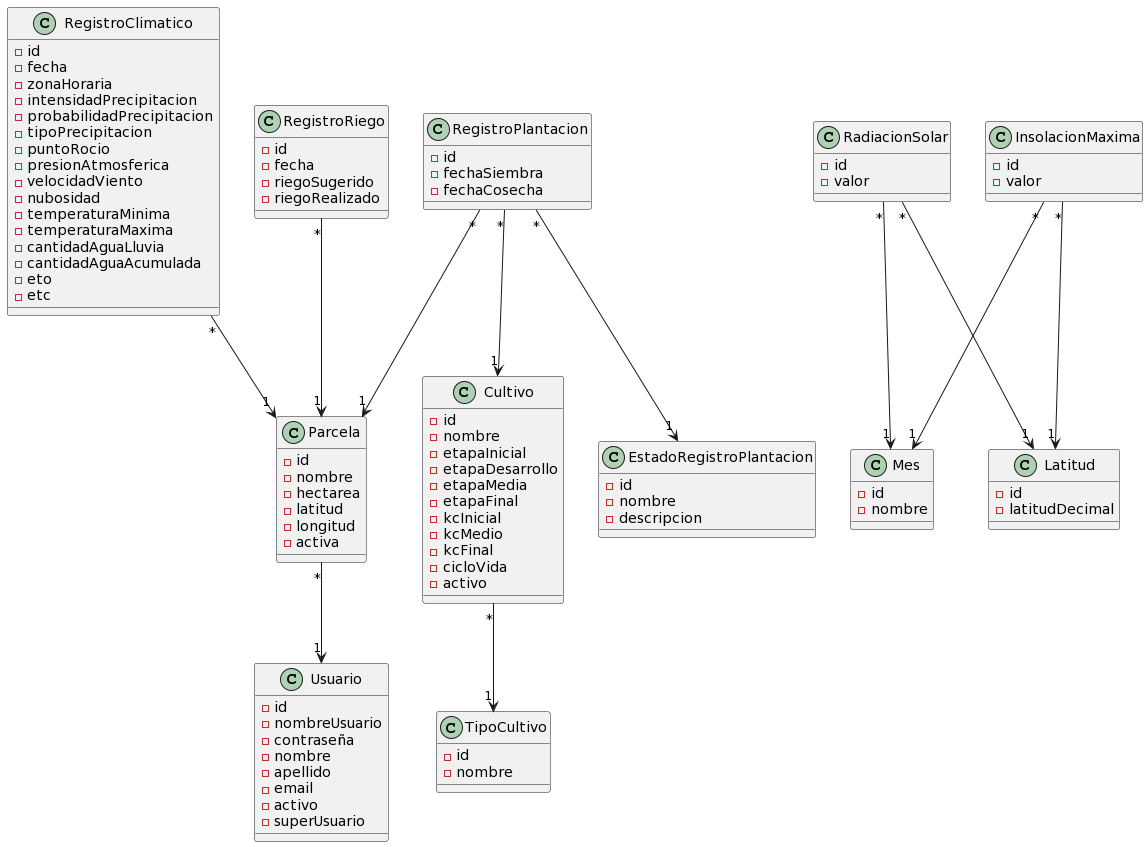 C RegistroClimatico
id
fecha
zonaHoraria
intensidadPrecipitacion
probabilidadPrecipitacion
tipoPrecipitacion
puntoRocio
presionAtmosferica
velocidadViento
nubosidad
temperaturaMinima
temperaturaMaxima
cantidadAguaLluvia
cantidadAguaAcumulada
eto
etc
C RegistroRiego
id
fecha
riegoSugerido
riegoRealizado
C RegistroPlantacion
id
fechaSiembra
fechaCosecha
C RadiacionSolar
id
valor
C InsolacionMaxima
id
valor
*
1
*
1
*
1
*
1
*
1
*
1
*
1
*
1
*
1
C Parcela
id
nombre
hectarea
latitud
longitud
activa
C Cultivo
id
nombre
etapaInicial
etapaDesarrollo
etapaMedia
etapaFinal
kcInicial
kcMedio
kcFinal
cicloVida
activo
C EstadoRegistroPlantacion
id
nombre
descripcion
C Mes
id
nombre
C Latitud
id
latitudDecimal
*
1
*
1
C Usuario
id
nombreUsuario
contraseña
nombre
apellido
email
activo
superUsuario
C TipoCultivo
id
nombre